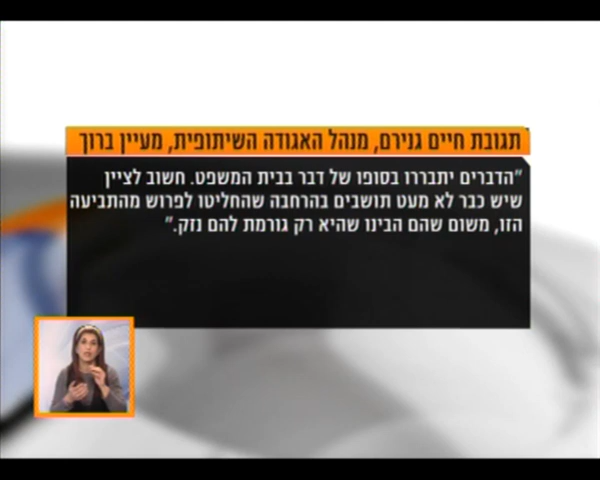 תגובת חיים גנירם, מנהל האגודה השיתופית, מעיין ברוך
"הדברים יתבררו בסופו של דבר בבית המשפט. חשוב לציין
שיש כבר לא מעט תושבים בהרחבה שהחליטו לפרוש מהתביעה
הזו, משום שהם הבינו שהיא רק גורמת להם נזק."